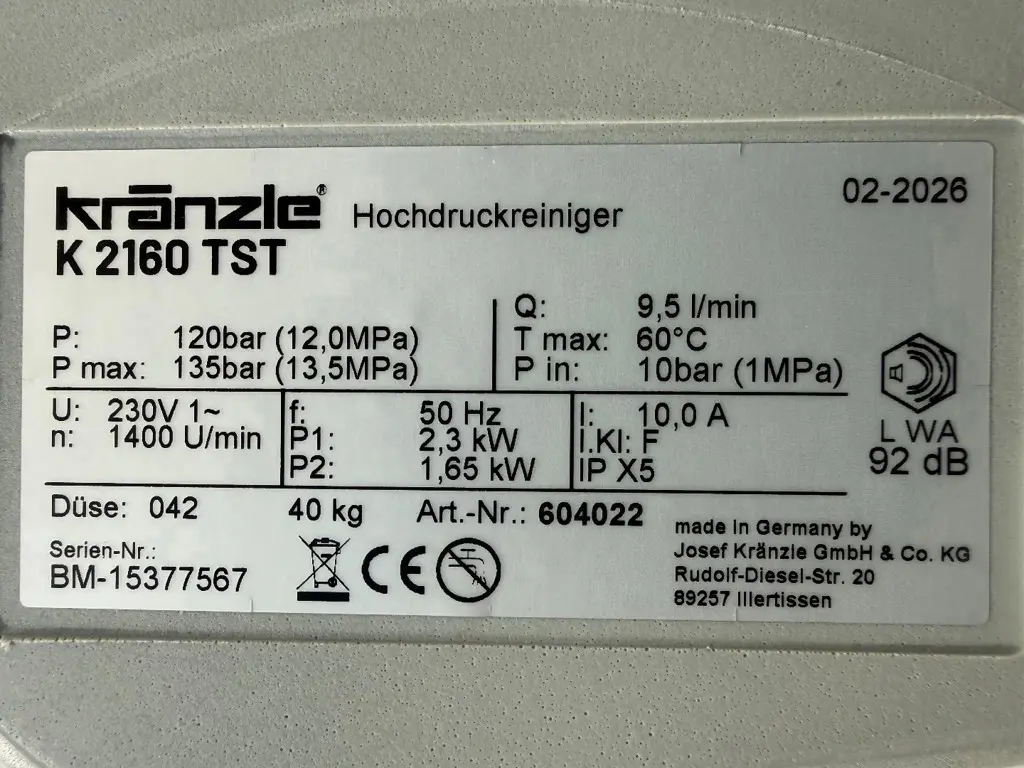 kränzle® Hochdruckreiniger 02-2026
K 2160 TST
P: 120bar (12,0MPa)
P max: 135bar (13,5MPa)
Q: 9,5 l/min
T max: 60°C
P in: 10bar (1MPa)
U: 230V 1~
n: 1400 U/min
f: 50 Hz
P1: 2,3 kW
P2: 1,65 kW
I: 10,0 A
I.Kl: F
IP X5
L WA
92 dB
Düse: 042 40 kg Art.-Nr.: 604022
Serien-Nr.:
BM-15377567
CE
made in Germany by
Josef Kränzle GmbH & Co. KG
Rudolf-Diesel-Str. 20
89257 Illertissen